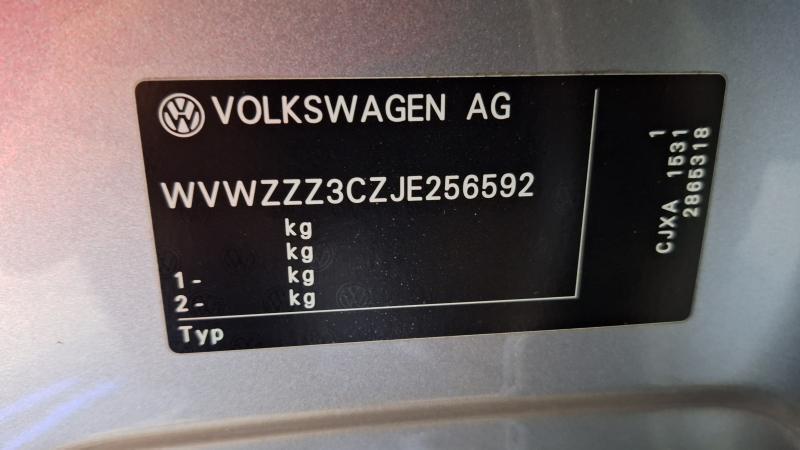 VOLKSWAGEN AG
WVWZZZ3CZJE256592
kg
kg
1- kg
2- kg
Typ
1
CJXA 1531
2865318